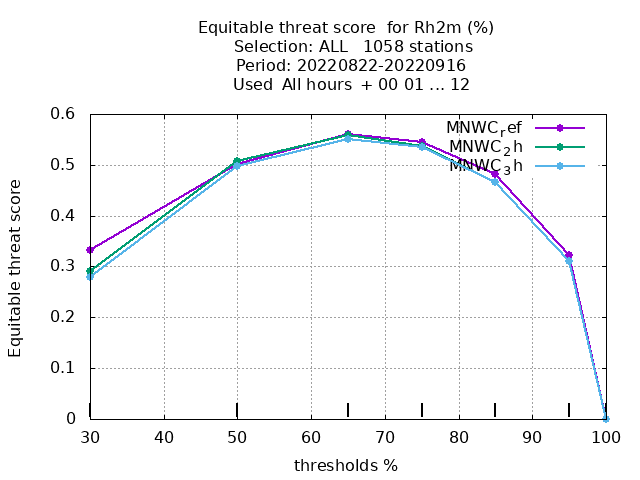 Equitable threat score for Rh2m (%)
Selection: ALL 1058 stations
Period: 20220822-20220916
Used All hours + 00 01 ... 12
Equitable threat score
0.6
0.5
0.4
0.3
0.2
0.1
0
MNWC_ref
MNWC_2h
MNWC_3h
30 40 50 60 70 80 90 100
thresholds %